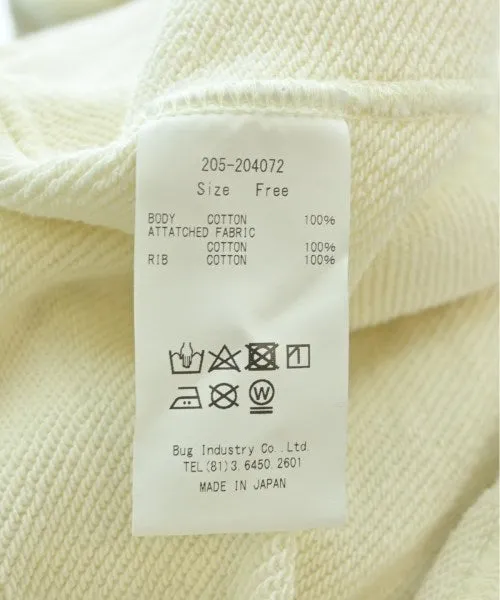 205-204072
Size Free
BODY COTTON 100%
ATTATCHED FABRIC
COTTON 100%
RIB COTTON 100%
W
Bug Industry Co.,Ltd.
TEL(81)3.6450.2601
MADE IN JAPAN